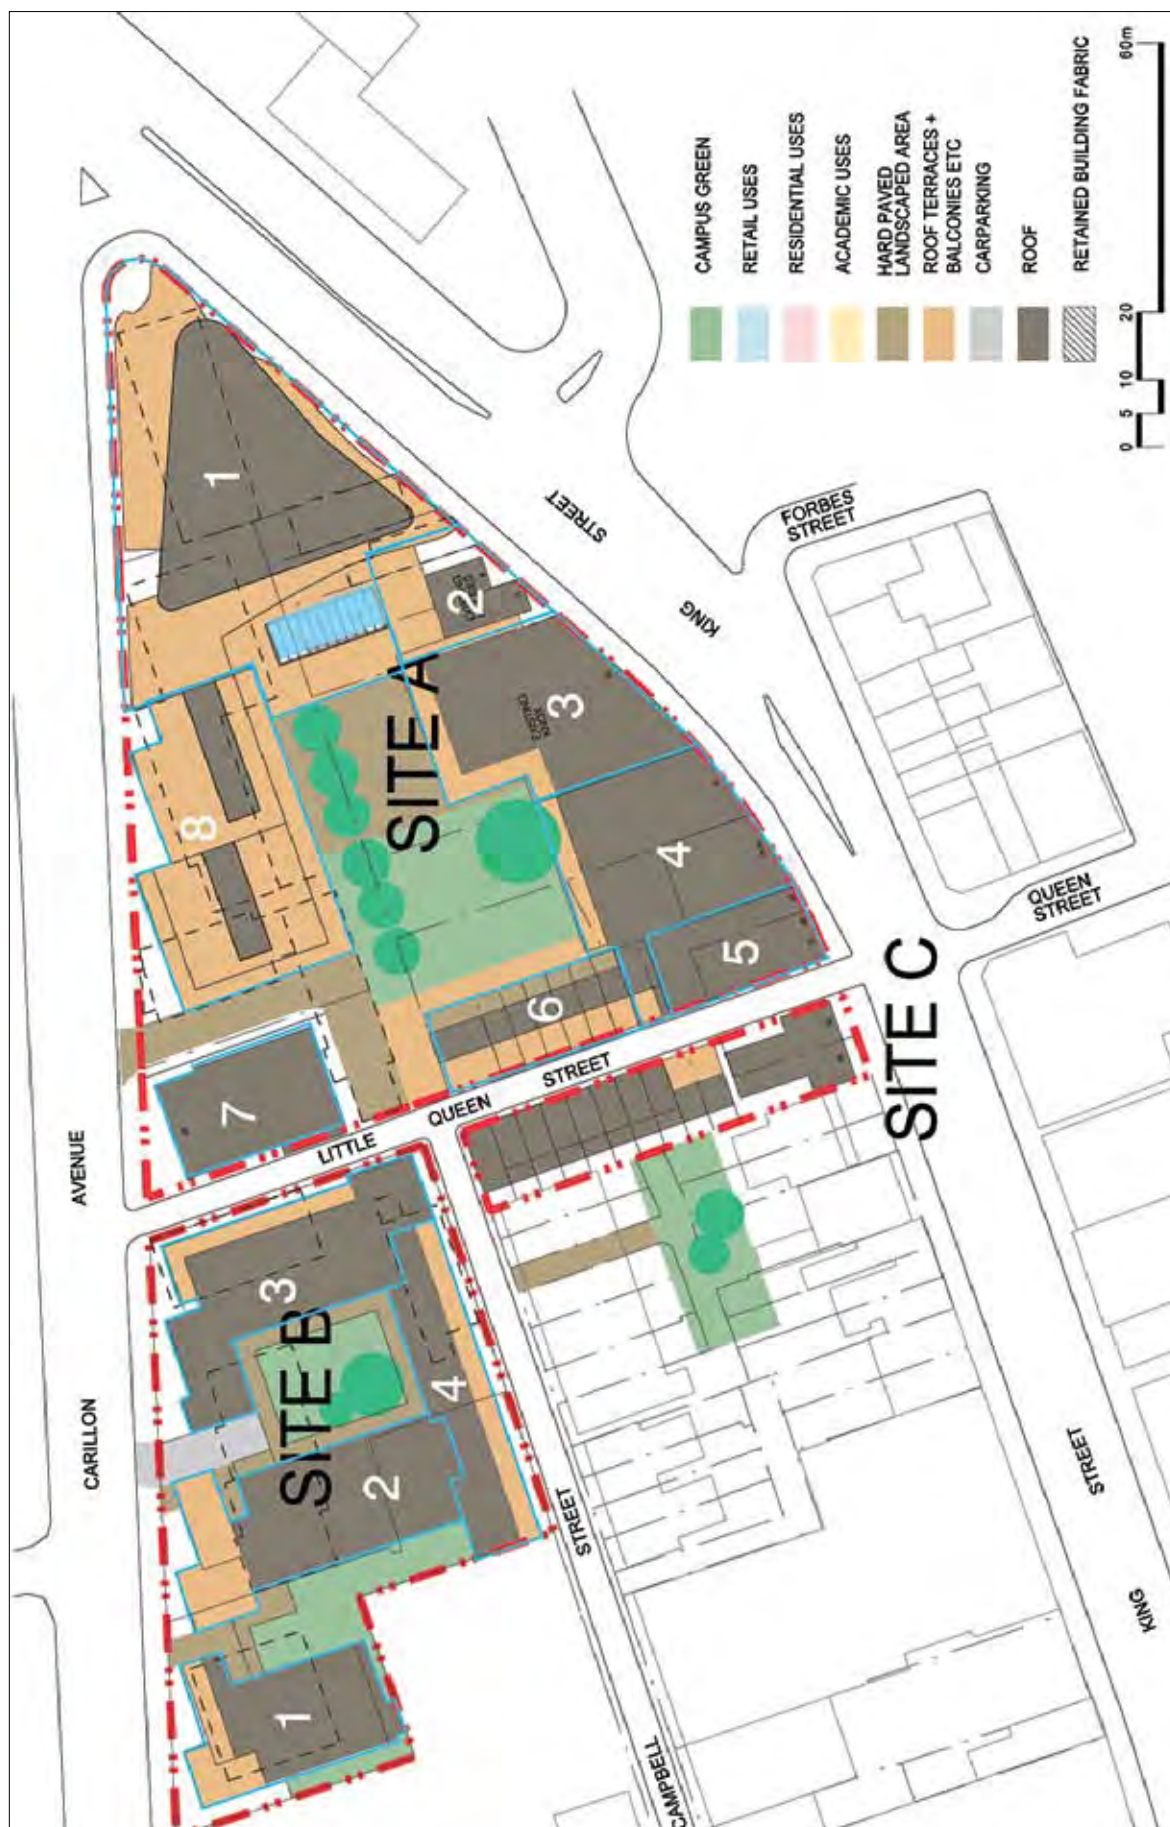 CARILLON
AVENUE
SITE B
1
2
3
4
LITTLE
QUEEN
STREET
SITE A
1
2
3
EXISTING
KNOX
4
5
6
7
8
KING
STREET
FORBES
STREET
QUEEN
STREET
SITE C
CAMPBELL
STREET
KING
STREET
CAMPUS GREEN
RETAIL USES
RESIDENTIAL USES
ACADEMIC USES
HARD PAVED
LANDSCAPED AREA
ROOF TERRACES +
BALCONIES ETC
CARPARKING
ROOF
RETAINED BUILDING FABRIC
0 5 10 20 60m